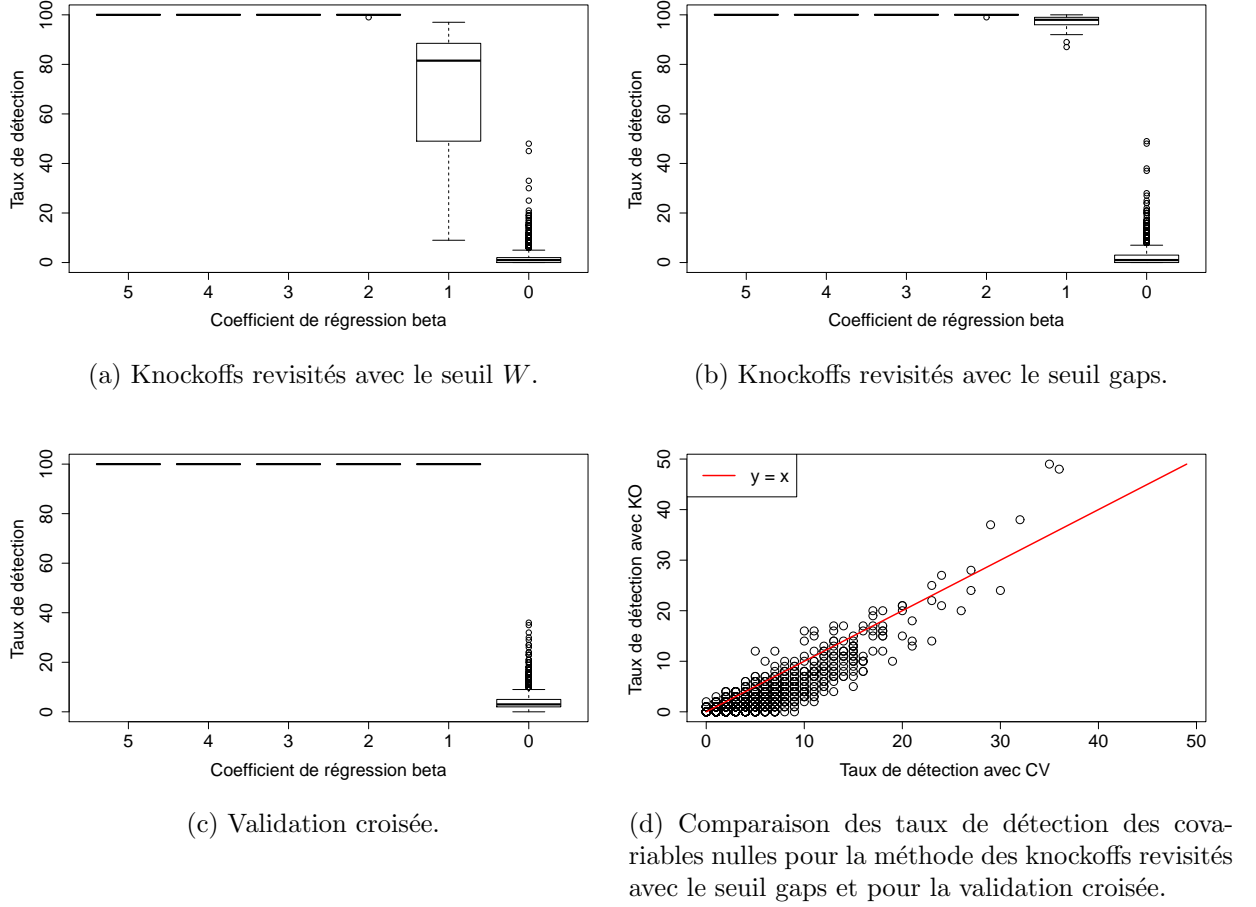 Taux de détection
0 20 40 60 80 100
5 4 3 2 1 0
Coefficient de régression beta
(a) Knockoffs revisités avec le seuil W.
Taux de détection
0 20 40 60 80 100
5 4 3 2 1 0
Coefficient de régression beta
(b) Knockoffs revisités avec le seuil gaps.
Taux de détection
0 20 40 60 80 100
5 4 3 2 1 0
Coefficient de régression beta
(c) Validation croisée.
Taux de détection avec KO
0 10 20 30 40 50
y = x
0 10 20 30 40 50
Taux de détection avec CV
(d) Comparaison des taux de détection des cova-
riables nulles pour la méthode des knockoffs revisités
avec le seuil gaps et pour la validation croisée.